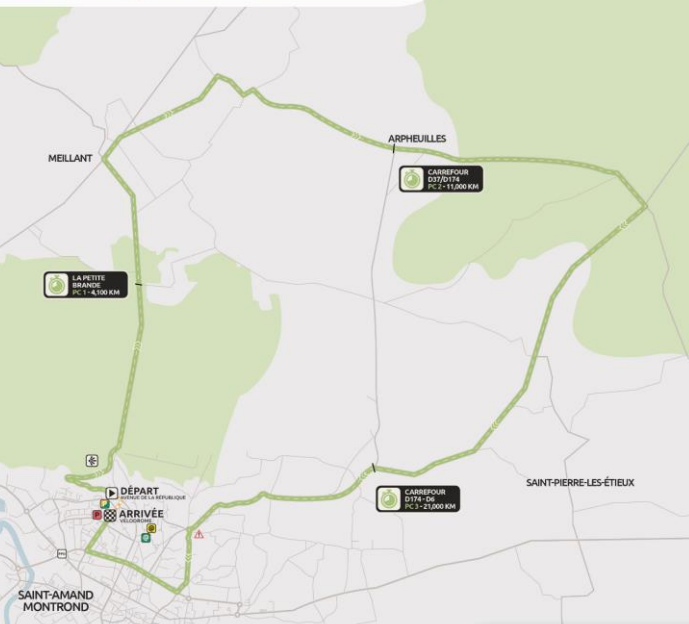 MEILLANT
ARPHEUILLES
CARREFOUR
D37/D174
PC 2 - 11,000 KM
LA PETITE
BRANDE
PC 1 - 4,100 KM
DÉPART
AVENUE DE LA RÉPUBLIQUE
P
ARRIVÉE
VÉLODROME
CARREFOUR
D174 - D6
PC 3 - 21,000 KM
SAINT-PIERRE-LES-ÉTIEUX
SAINT-AMAND
MONTROND